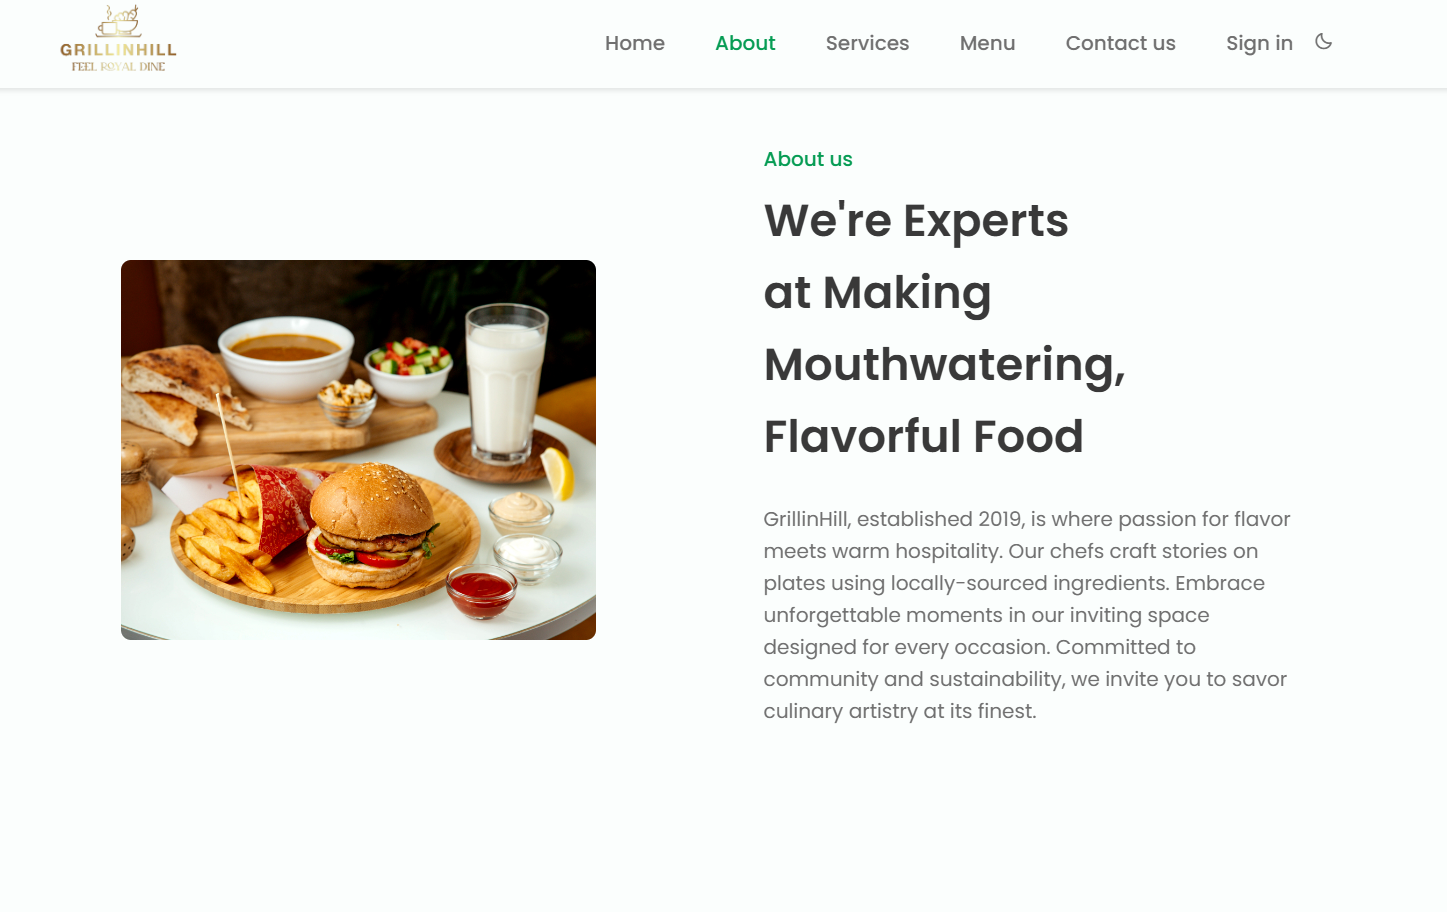 GRILLINHILL
FEEL ROYAL DINE
Home About Services Menu Contact us Sign in
About us
We're Experts
at Making
Mouthwatering,
Flavorful Food
GrillinHill, established 2019, is where passion for flavor
meets warm hospitality. Our chefs craft stories on
plates using locally-sourced ingredients. Embrace
unforgettable moments in our inviting space
designed for every occasion. Committed to
community and sustainability, we invite you to savor
culinary artistry at its finest.